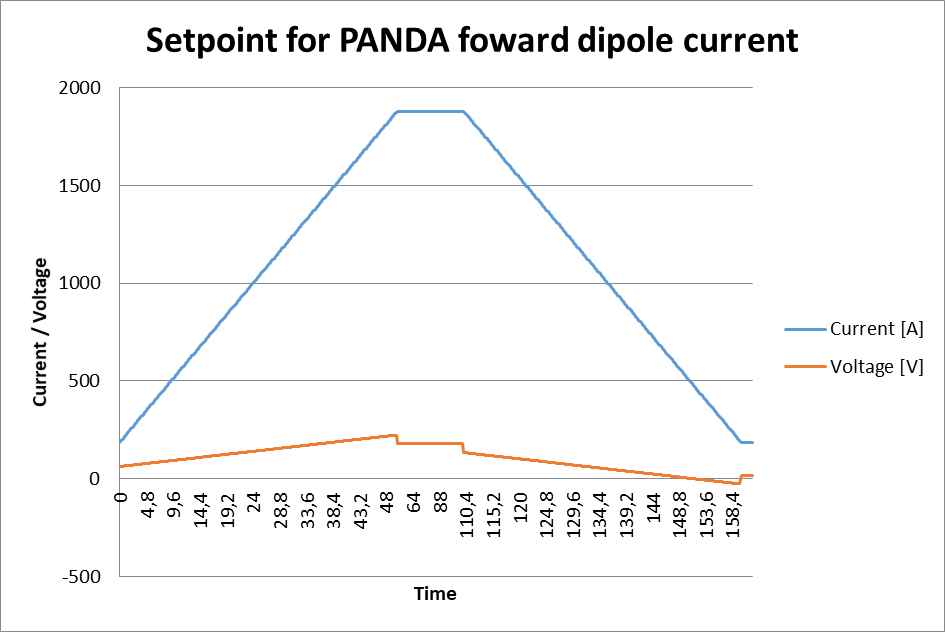 Setpoint for PANDA foward dipole current
2000
1500
1000
500
0
-500
Current / Voltage
0 4,8 9,6 14,4 19,2 24 28,8 33,6 38,4 43,2 48 64 88 110,4 115,2 120 124,8 129,6 134,4 139,2 144 148,8 153,6 158,4
Time
Current [A]
Voltage [V]